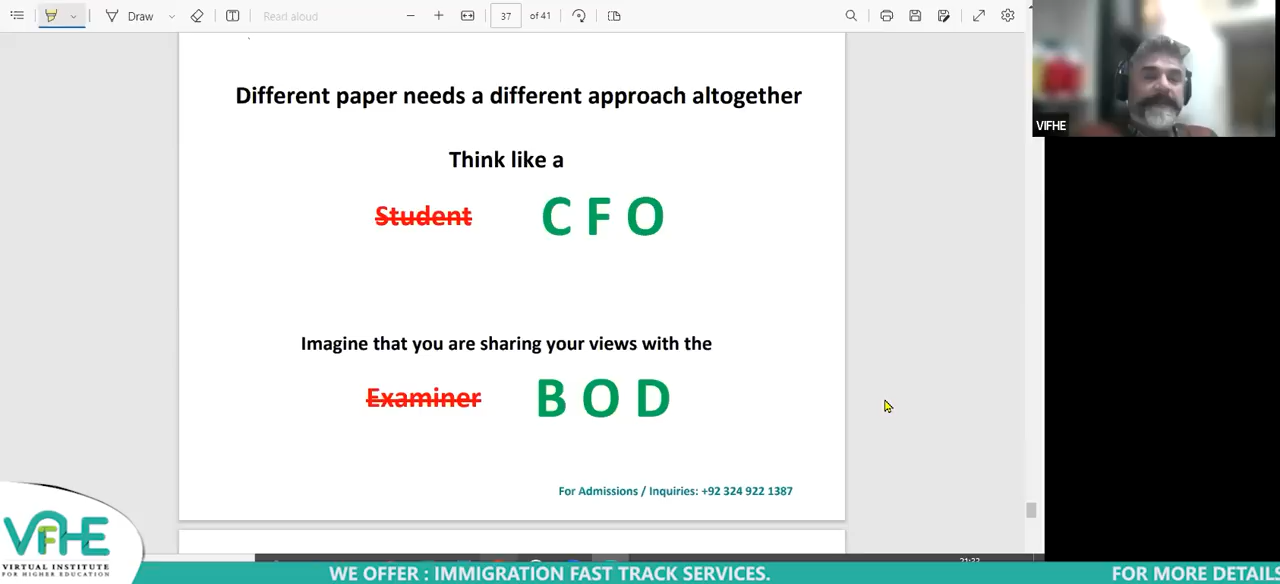 Draw
Read aloud
37
of 41
Different paper needs a different approach altogether
Think like a
Student C F O
Imagine that you are sharing your views with the
Examiner B O D
For Admissions / Inquiries: +92 324 922 1387
VIFHE
VIFHE
VIRTUAL INSTITUTE
FOR HIGHER EDUCATION
WE OFFER : IMMIGRATION FAST TRACK SERVICES.
FOR MORE DETAILS